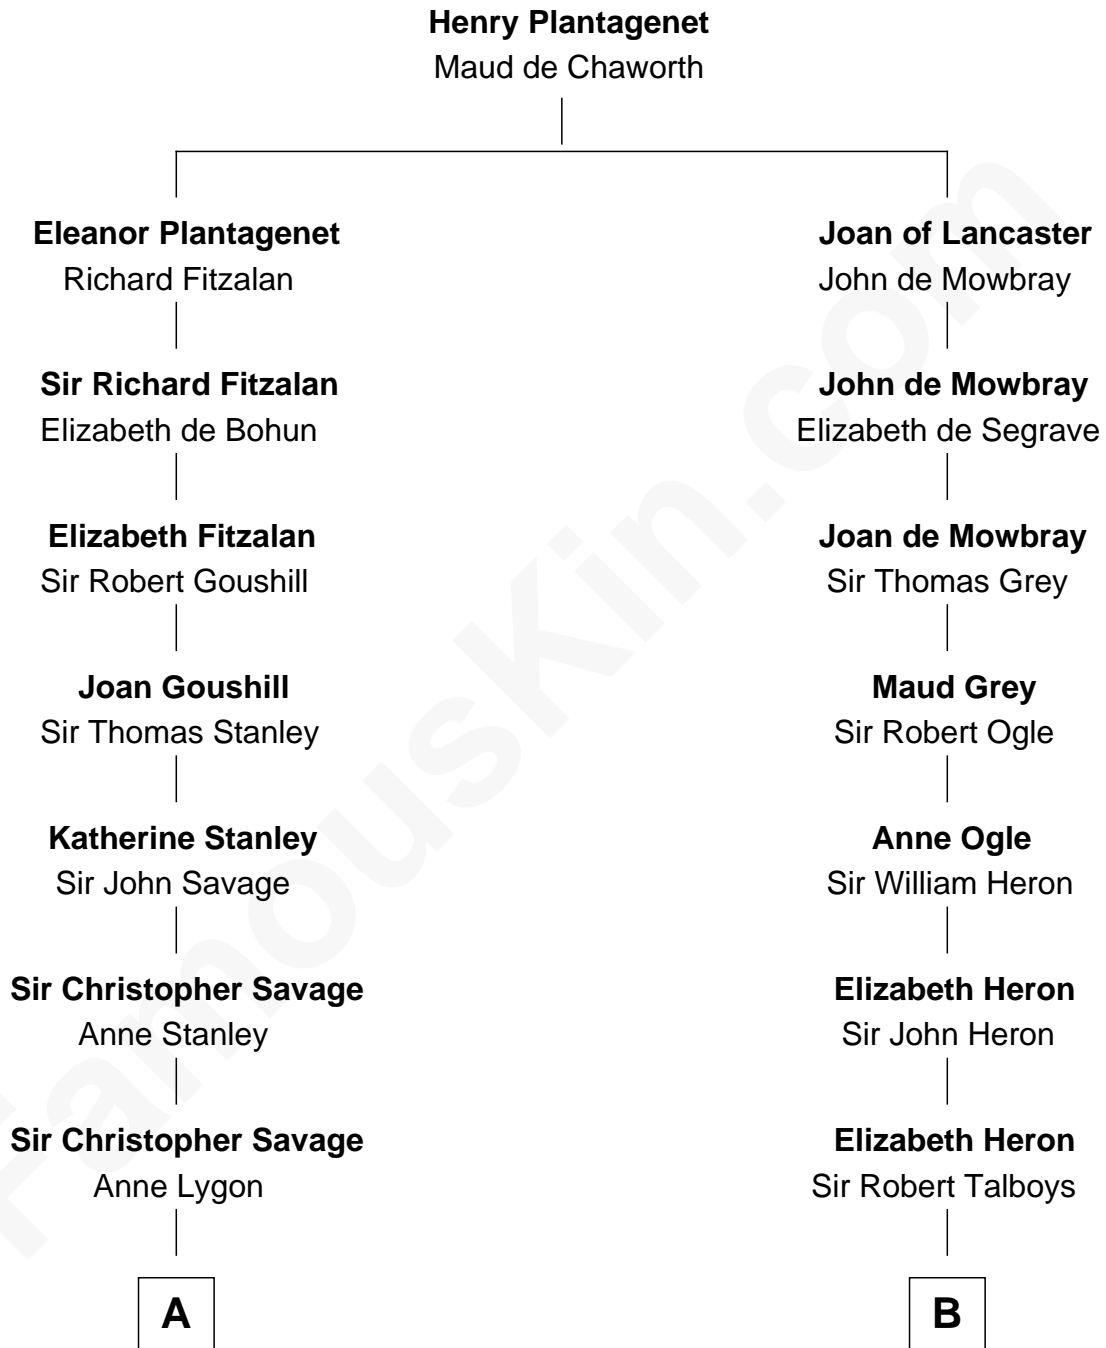 Henry Plantagenet
Maud de Chaworth
Eleanor Plantagenet
Richard Fitzalan
Joan of Lancaster
John de Mowbray
Sir Richard Fitzalan
Elizabeth de Bohun
John de Mowbray
Elizabeth de Segrave
Elizabeth Fitzalan
Sir Robert Goushill
Joan de Mowbray
Sir Thomas Grey
Joan Goushill
Sir Thomas Stanley
Maud Grey
Sir Robert Ogle
Katherine Stanley
Sir John Savage
Anne Ogle
Sir William Heron
Sir Christopher Savage
Anne Stanley
Elizabeth Heron
Sir John Heron
Sir Christopher Savage
Anne Lygon
Elizabeth Heron
Sir Robert Talboys
A
B
FamousKin.com